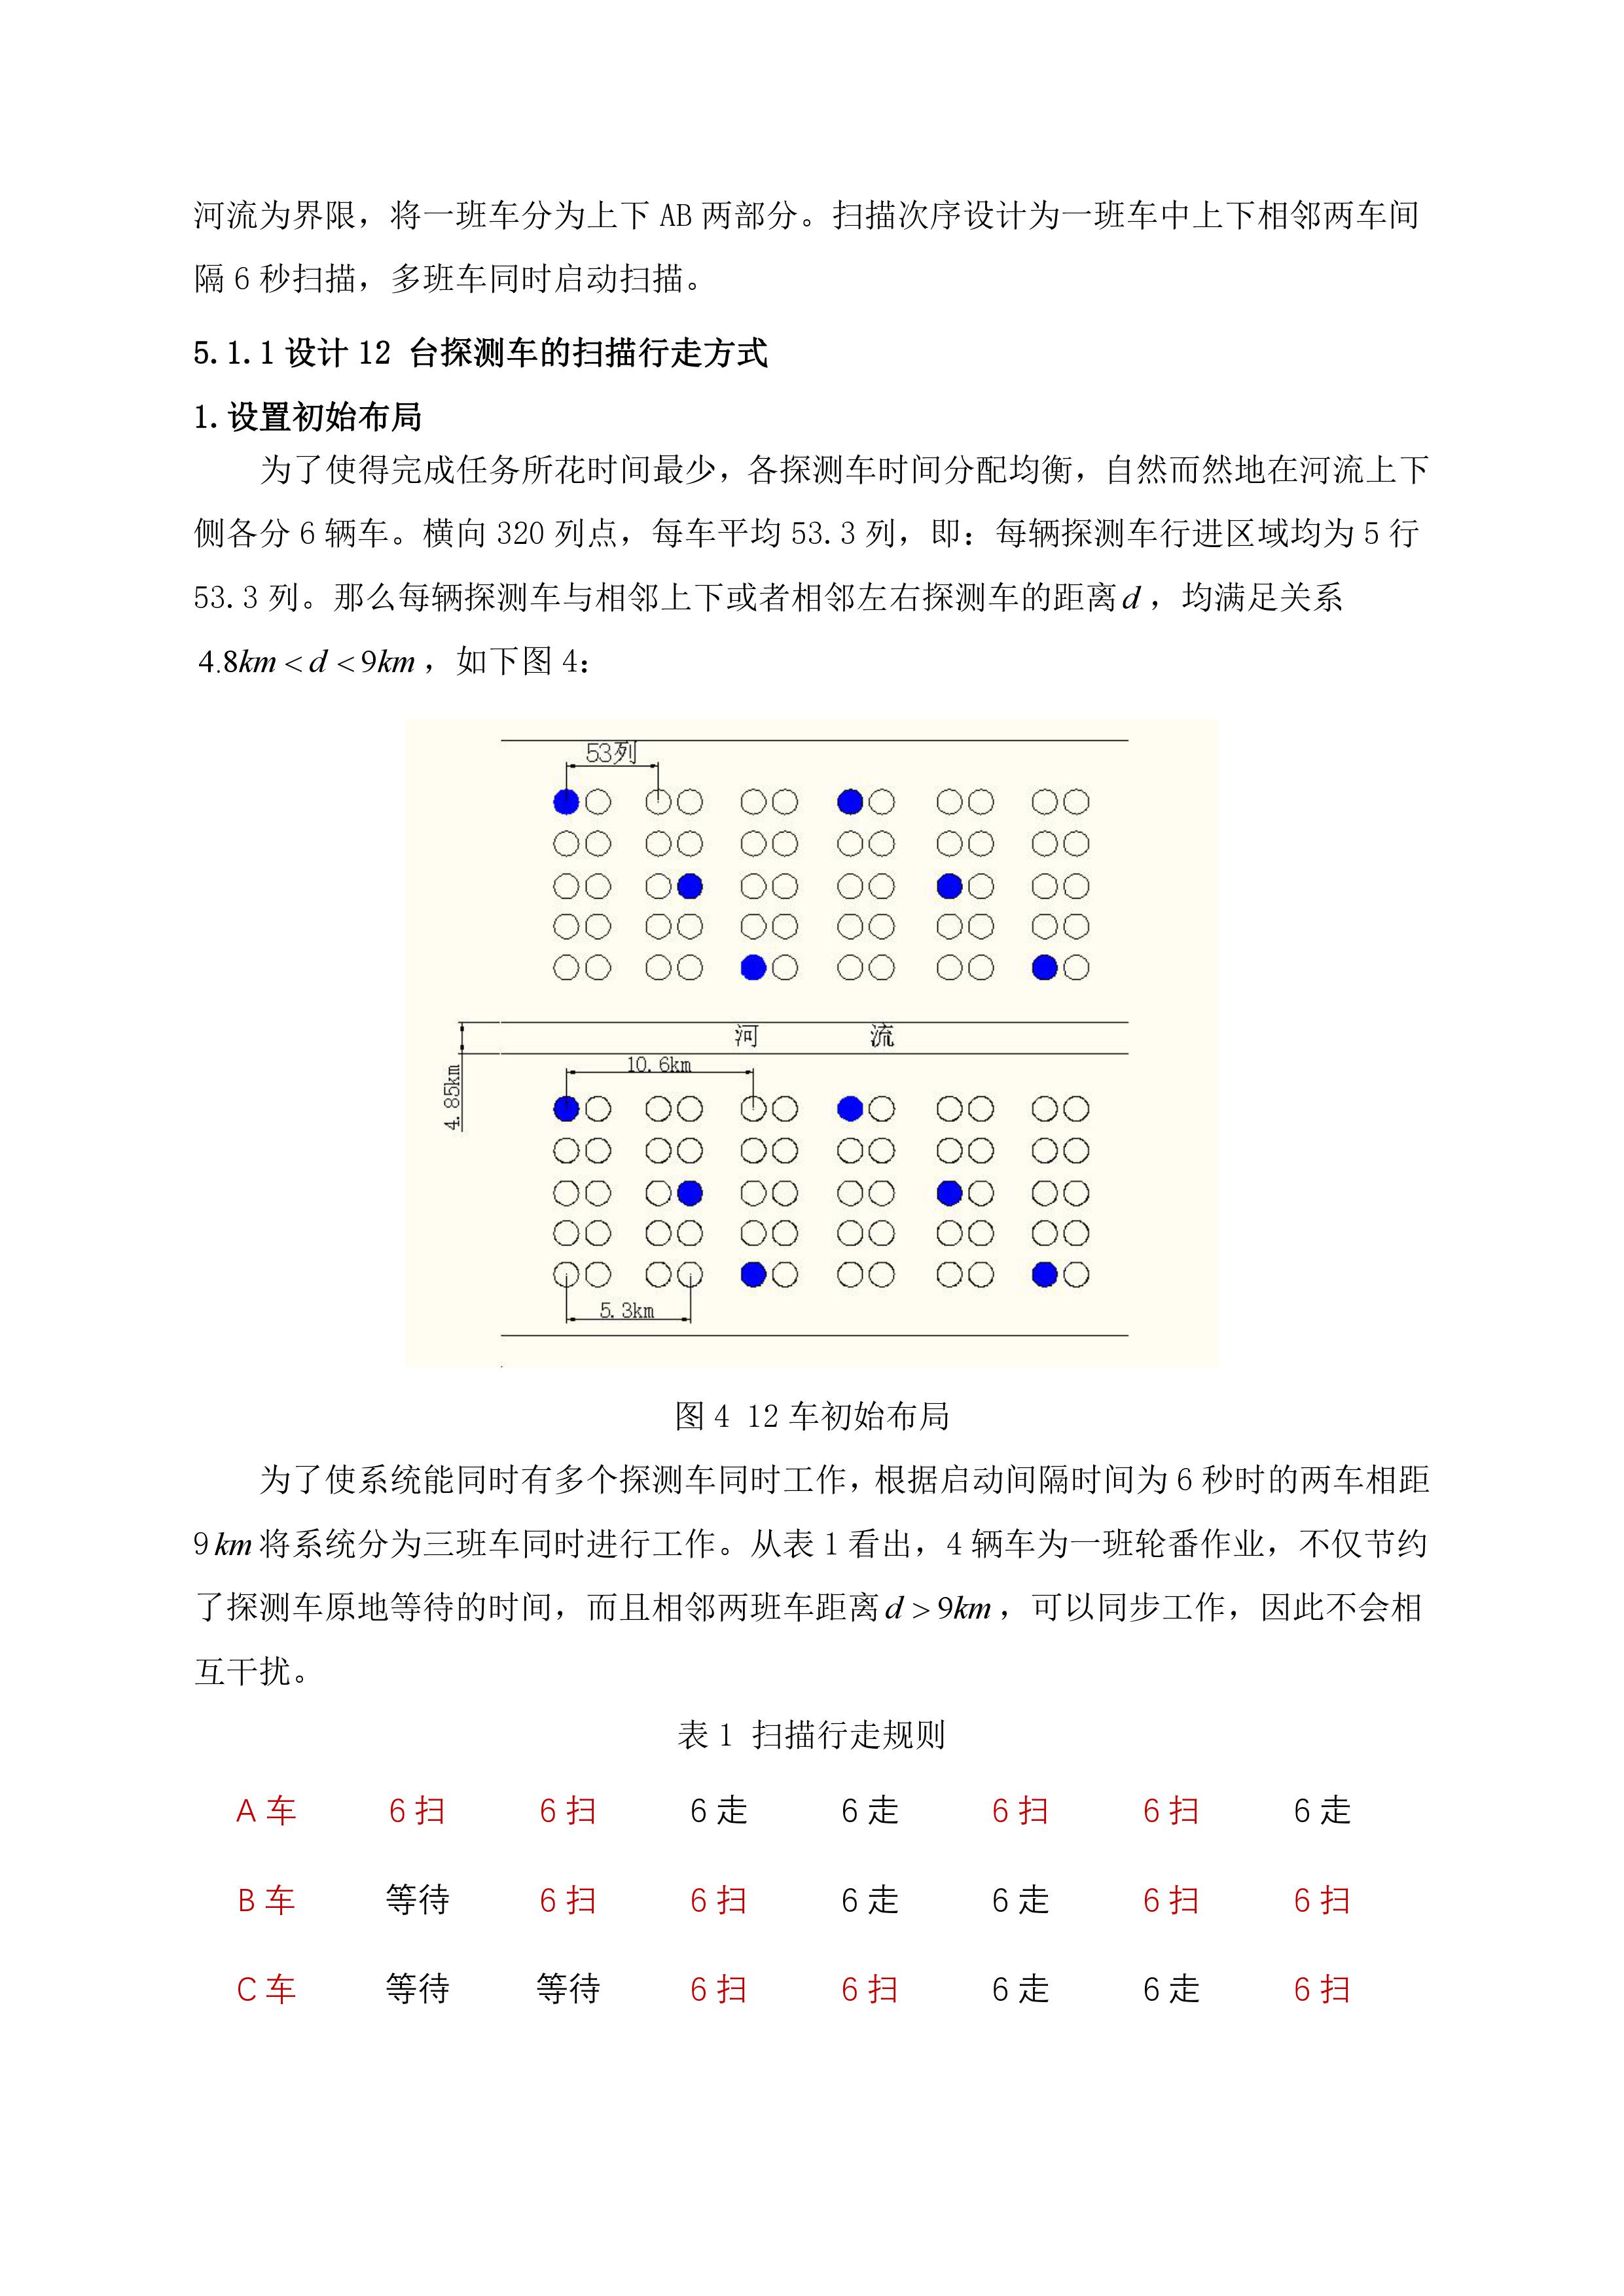 河流为界限，将一班车分为上下 AB 两部分。扫描次序设计为一班车中上下相邻两车间
隔 6 秒扫描，多班车同时启动扫描。
5.1.1 设计 12 台探测车的扫描行走方式
1. 设置初始布局
为了使得完成任务所花时间最少，各探测车时间分配均衡，自然而然地在河流上下
侧各分 6 辆车。横向 320 列点，每车平均 53.3 列，即：每辆探测车行进区域均为 5 行
53.3 列。那么每辆探测车与相邻上下或者相邻左右探测车的距离 d ，均满足关系
4.8km < d < 9km ，如下图 4：
53列
河 流
10.6km
4.85km
5.3km
图 4 12 车初始布局
为了使系统能同时有多个探测车同时工作，根据启动间隔时间为 6 秒时的两车相距
9 km 将系统分为三班车同时进行工作。从表 1 看出，4 辆车为一班轮番作业，不仅节约
了探测车原地等待的时间，而且相邻两班车距离 d > 9km ，可以同步工作，因此不会相
互干扰。
表 1 扫描行走规则
A 车 6 扫 6 扫 6 走 6 走 6 扫 6 扫 6 走
B 车 等待 6 扫 6 扫 6 走 6 走 6 扫 6 扫
C 车 等待 等待 6 扫 6 扫 6 走 6 走 6 扫